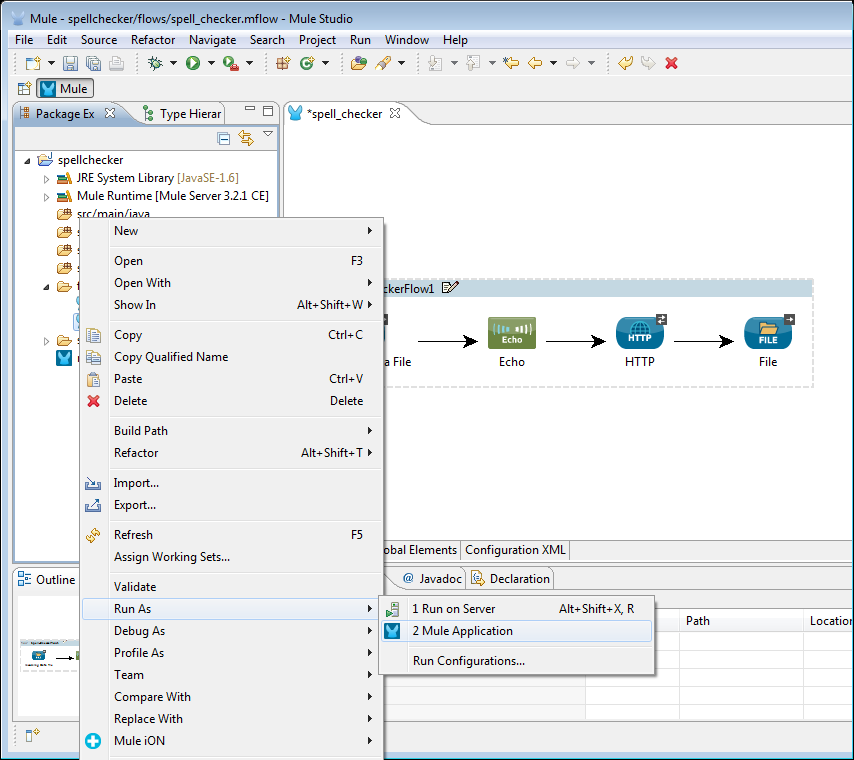 Mule - spellchecker/flows/spell_checker.mflow - Mule Studio
File Edit Source Refactor Navigate Search Project Run Window Help
Mule
Package Ex Type Hierar
*spell_checker
spellchecker
JRE System Library [JavaSE-1.6]
Mule Runtime [Mule Server 3.2.1 CE]
src/main/java
New
Open F3
Open With
Show In Alt+Shift+W
Copy Ctrl+C
Copy Qualified Name
Paste Ctrl+V
Delete Delete
Build Path
Refactor Alt+Shift+T
Import...
Export...
Refresh F5
Assign Working Sets...
Validate
Run As
Debug As
Profile As
Team
Compare With
Replace With
Mule iON
ckerFlow1
Echo HTTP FILE
a File Echo HTTP File
obal Elements Configuration XML
Outline
@ Javadoc Declaration
1 Run on Server Alt+Shift+X, R
2 Mule Application
Run Configurations...
Path Location